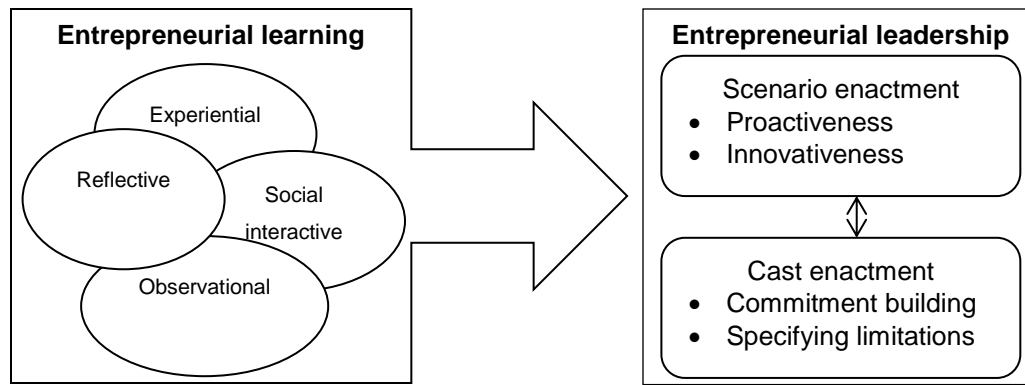 Entrepreneurial learning
Experiential
Reflective
Social
interactive
Observational
Entrepreneurial leadership
Scenario enactment
• Proactiveness
• Innovativeness
Cast enactment
• Commitment building
• Specifying limitations